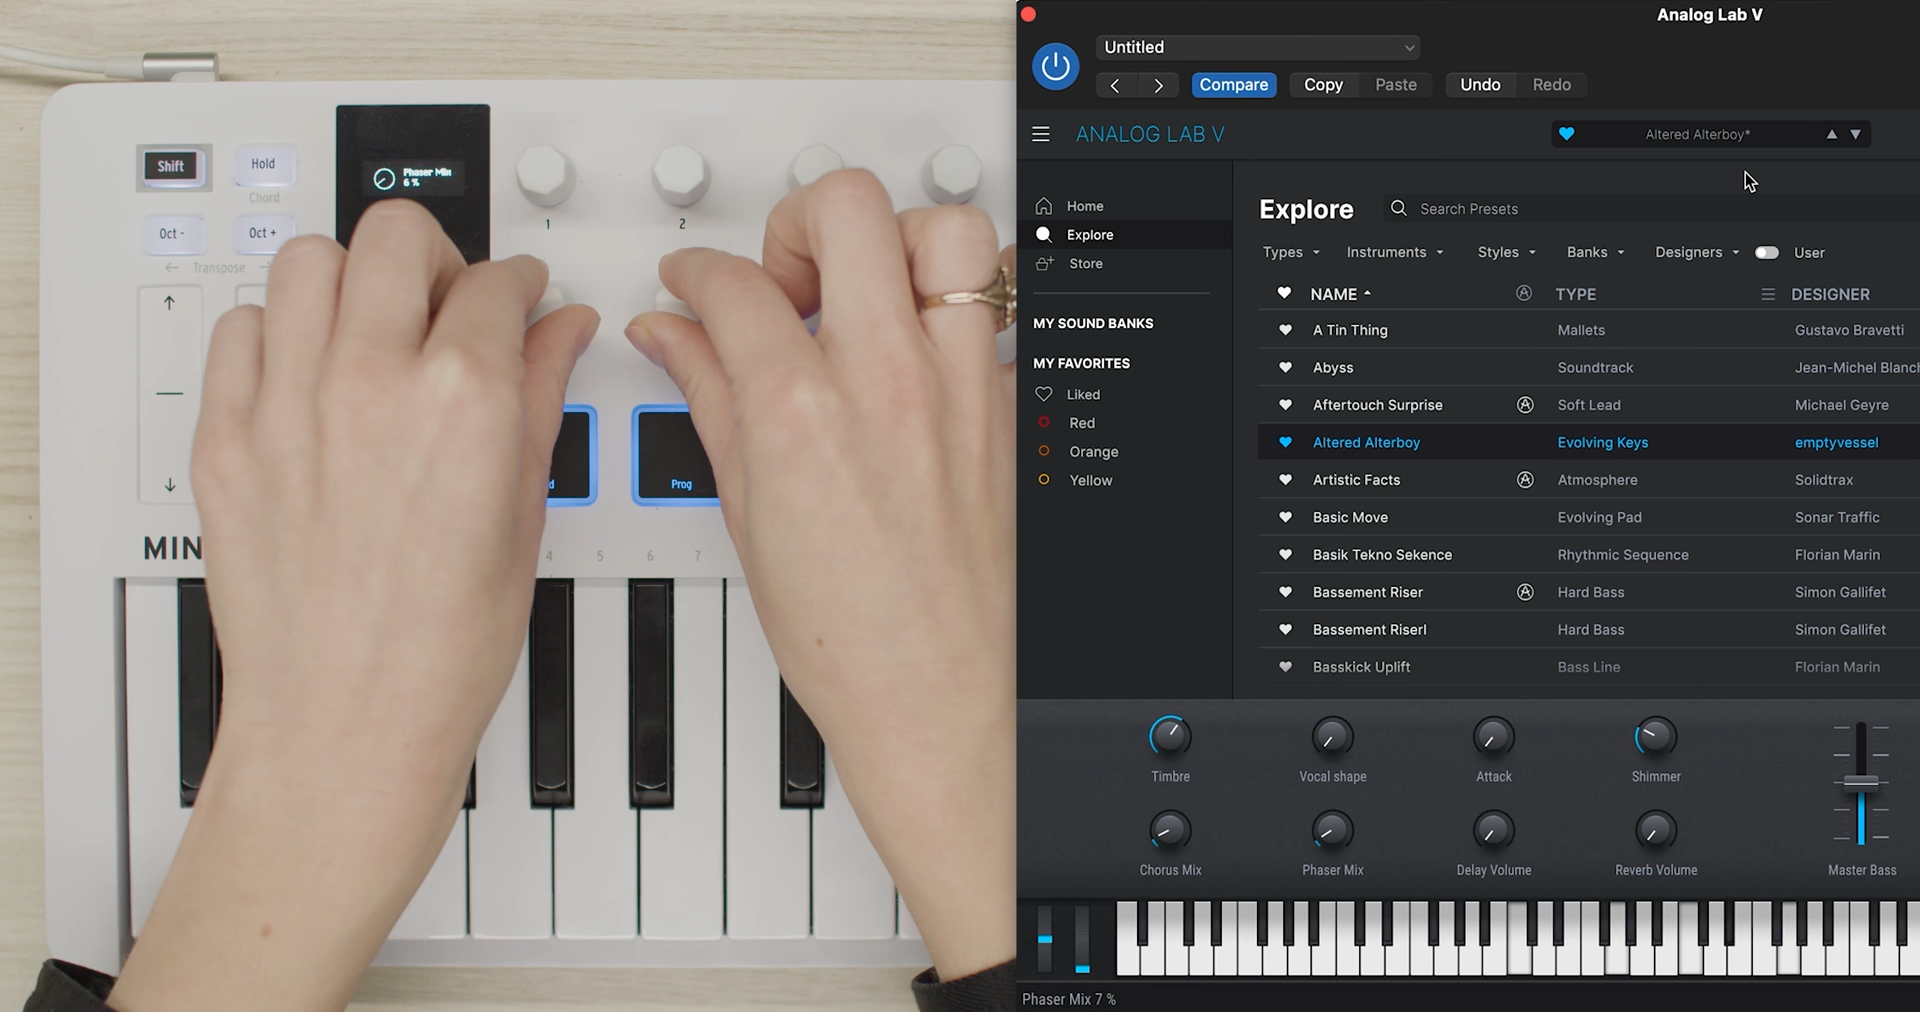 Shift
Hold
Chord
Oct -
Oct +
← Transpose →
Phaser Mix
6 %
1
2
Prog
MIN
4 5 6 7
Analog Lab V
Untitled
Compare
Copy
Paste
Undo
Redo
ANALOG LAB V
Altered Alterboy*
Home
Explore
Store
MY SOUND BANKS
MY FAVORITES
Liked
Red
Orange
Yellow
Explore
Search Presets
Types
Instruments
Styles
Banks
Designers
User
NAME TYPE DESIGNER
A Tin Thing Mallets Gustavo Bravetti
Abyss Soundtrack Jean-Michel Blanch
Aftertouch Surprise Soft Lead Michael Geyre
Altered Alterboy Evolving Keys emptyvessel
Artistic Facts Atmosphere Solidtrax
Basic Move Evolving Pad Sonar Traffic
Basik Tekno Sekence Rhythmic Sequence Florian Marin
Bassement Riser Hard Bass Simon Gallifet
Bassement Riserl Hard Bass Simon Gallifet
Basskick Uplift Bass Line Florian Marin
Timbre
Vocal shape
Attack
Shimmer
Chorus Mix
Phaser Mix
Delay Volume
Reverb Volume
Master Bass
Phaser Mix 7 %